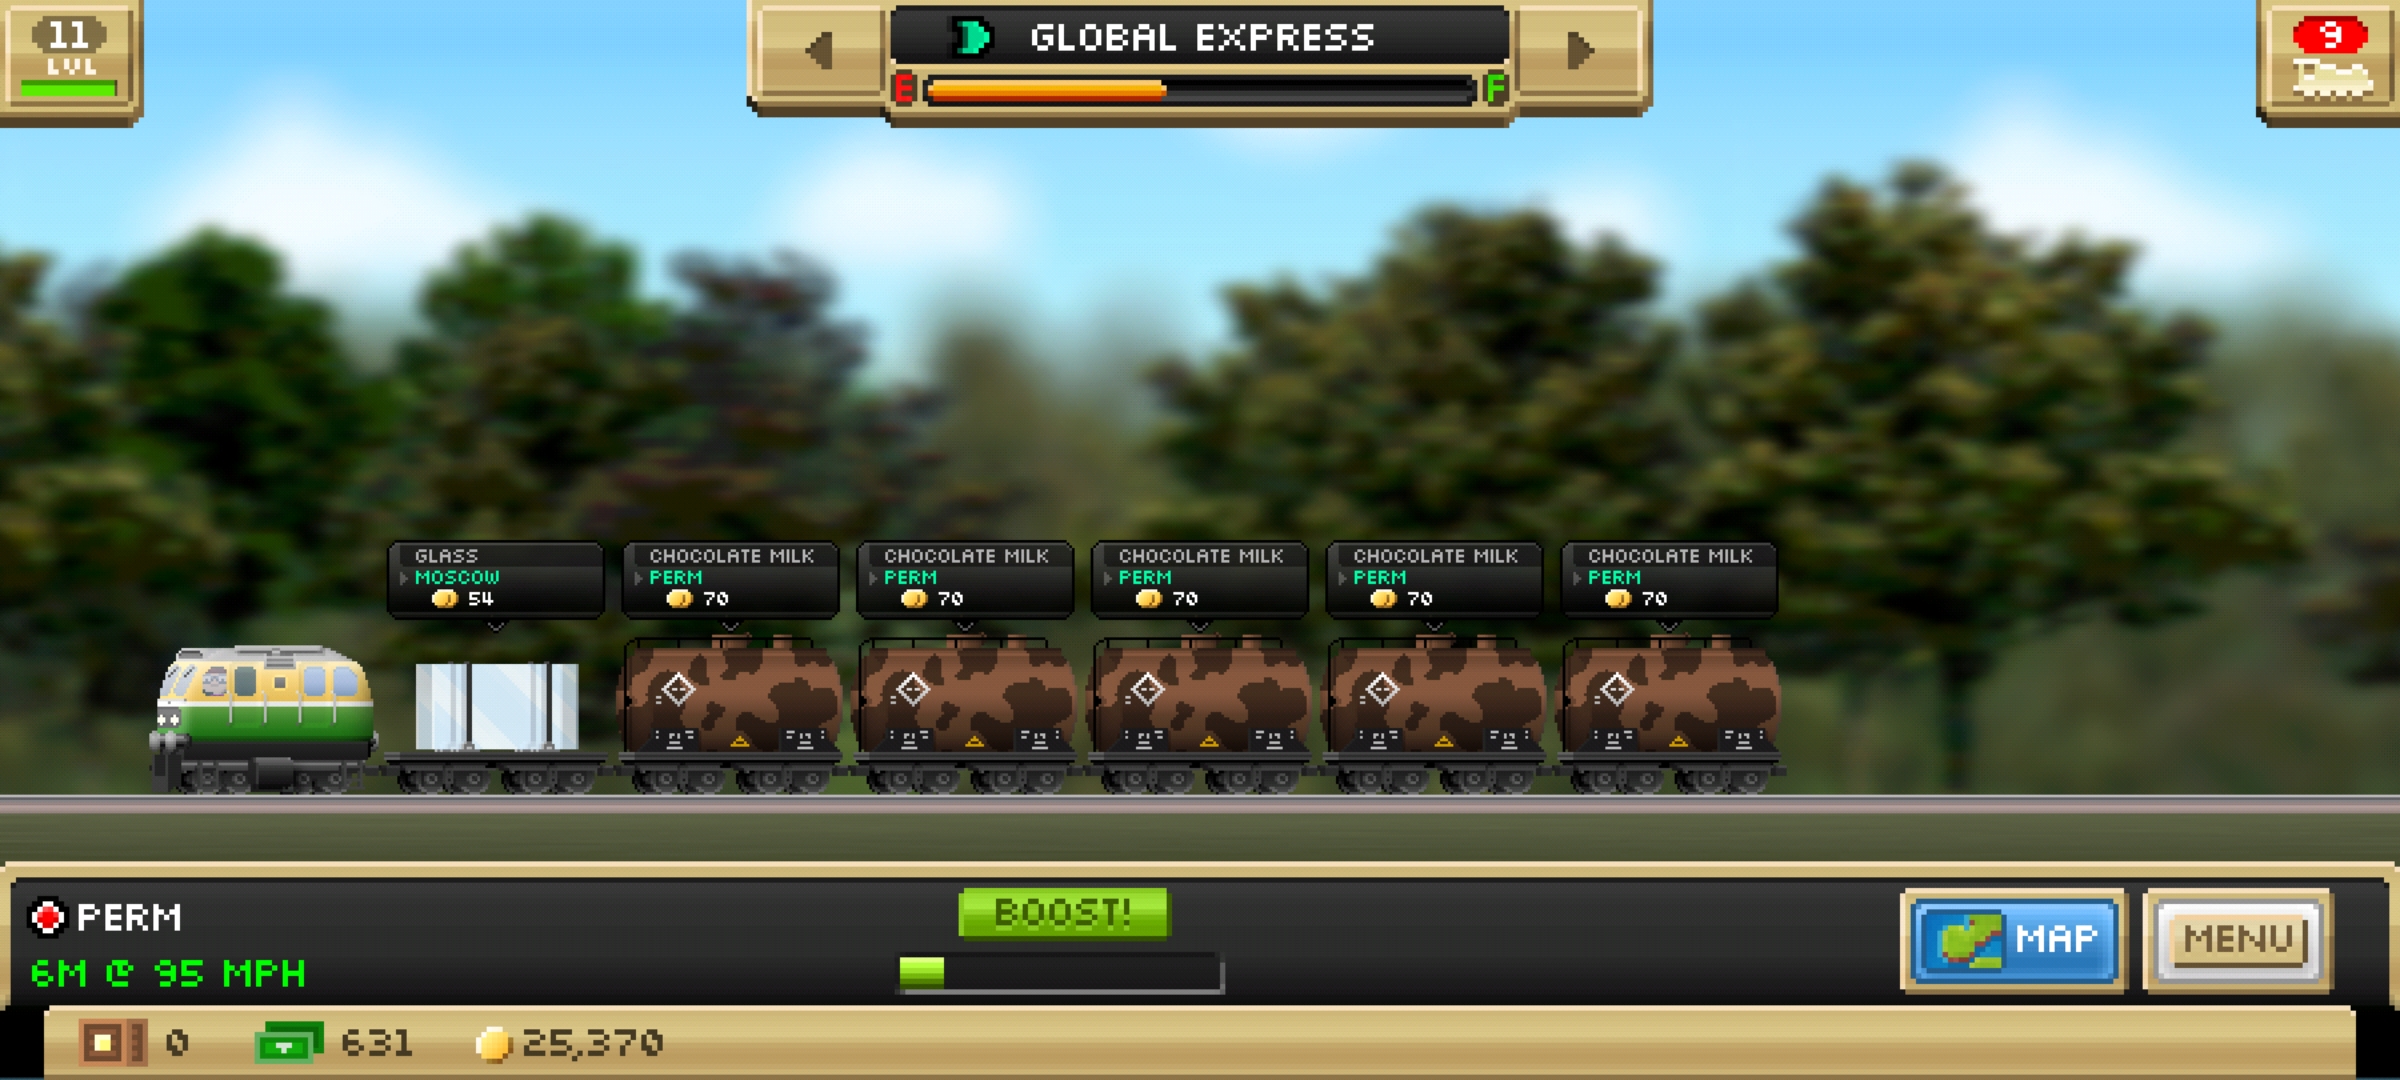 11
LVL
GLOBAL EXPRESS
E
F
9
GLASS
MOSCOW
54
CHOCOLATE MILK
PERM
70
CHOCOLATE MILK
PERM
70
CHOCOLATE MILK
PERM
70
CHOCOLATE MILK
PERM
70
CHOCOLATE MILK
PERM
70
PERM
6M @ 95 MPH
BOOST!
MAP
MENU
0
631
25,370